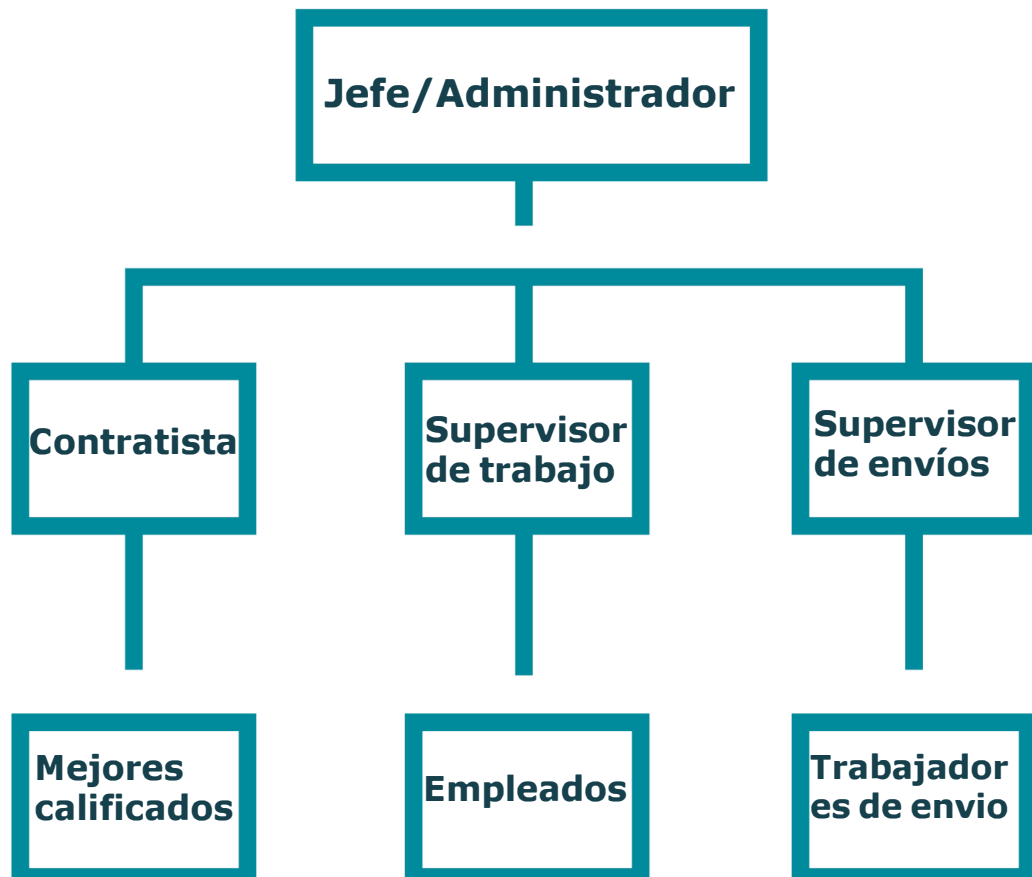 Jefe/Administrador
Contratista
Supervisor
de trabajo
Supervisor
de envíos
Mejores
calificados
Empleados
Trabajador
es de envio